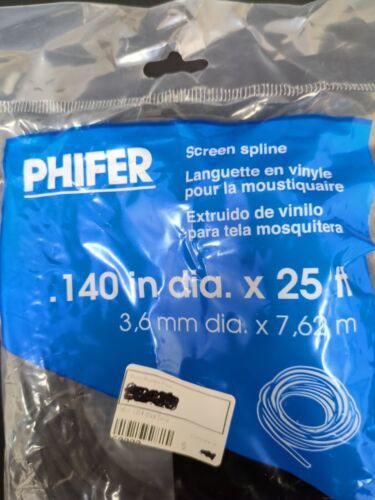 PHIFER
Screen spline
Languette en vinyle
pour la moustiquaire
Extruido de vinilo
para tela mosquitera
.140 in dia. x 25 ft
3,6 mm dia. x 7,62 m